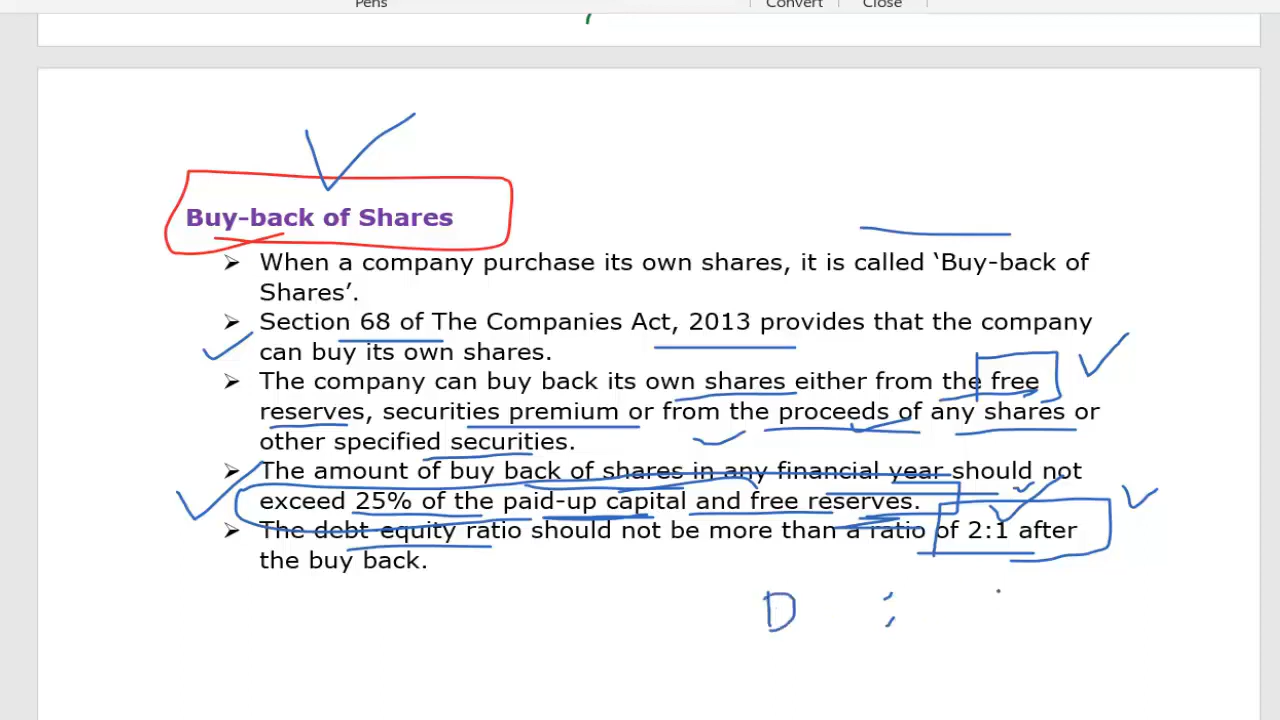 Pens
Convert
Close
Buy-back of Shares
➢ When a company purchase its own shares, it is called ‘Buy-back of
Shares’.
➢ Section 68 of The Companies Act, 2013 provides that the company
can buy its own shares.
➢ The company can buy back its own shares either from the free
reserves, securities premium or from the proceeds of any shares or
other specified securities.
➢ The amount of buy back of shares in any financial year should not
exceed 25% of the paid-up capital and free reserves.
➢ The debt equity ratio should not be more than a ratio of 2:1 after
the buy back.
D :